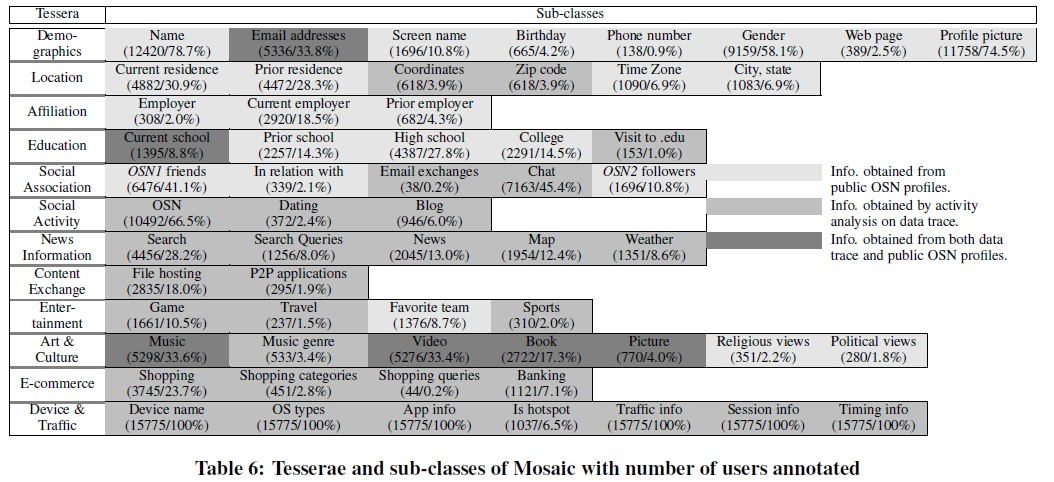 Tessera Sub-classes
Demo- Name Email addresses Screen name Birthday Phone number Gender Web page Profile picture
graphics (12420/78.7%) (5336/33.8%) (1696/10.8%) (665/4.2%) (138/0.9%) (9159/58.1%) (389/2.5%) (11758/74.5%)
Location Current residence Prior residence Coordinates Zip code Time Zone City, state
(4882/30.9%) (4472/28.3%) (618/3.9%) (618/3.9%) (1090/6.9%) (1083/6.9%)
Affiliation Employer Current employer Prior employer
(308/2.0%) (2920/18.5%) (682/4.3%)
Education Current school Prior school High school College Visit to .edu
(1395/8.8%) (2257/14.3%) (4387/27.8%) (2291/14.5%) (153/1.0%)
Social OSN1 friends In relation with Email exchanges Chat OSN2 followers Info. obtained from
Association (6476/41.1%) (339/2.1%) (38/0.2%) (7163/45.4%) (1696/10.8%) public OSN profiles.
Social OSN Dating Blog Info. obtained by activity
Activity (10492/66.5%) (372/2.4%) (946/6.0%) analysis on data trace.
News Search Search Queries News Map Weather Info. obtained from both data
Information (4456/28.2%) (1256/8.0%) (2045/13.0%) (1954/12.4%) (1351/8.6%) trace and public OSN profiles.
Content File hosting P2P applications
Exchange (2835/18.0%) (295/1.9%)
Enter- Game Travel Favorite team Sports
tainment (1661/10.5%) (237/1.5%) (1376/8.7%) (310/2.0%)
Art & Music Music genre Video Book Picture Religious views Political views
Culture (5298/33.6%) (533/3.4%) (5276/33.4%) (2722/17.3%) (770/4.0%) (351/2.2%) (280/1.8%)
E-commerce Shopping Shopping categories Shopping queries Banking
(3745/23.7%) (451/2.8%) (44/0.2%) (1121/7.1%)
Device & Device name OS types App info Is hotspot Traffic info Session info Timing info
Traffic (15775/100%) (15775/100%) (15775/100%) (1037/6.5%) (15775/100%) (15775/100%) (15775/100%)
Table 6: Tesserae and sub-classes of Mosaic with number of users annotated